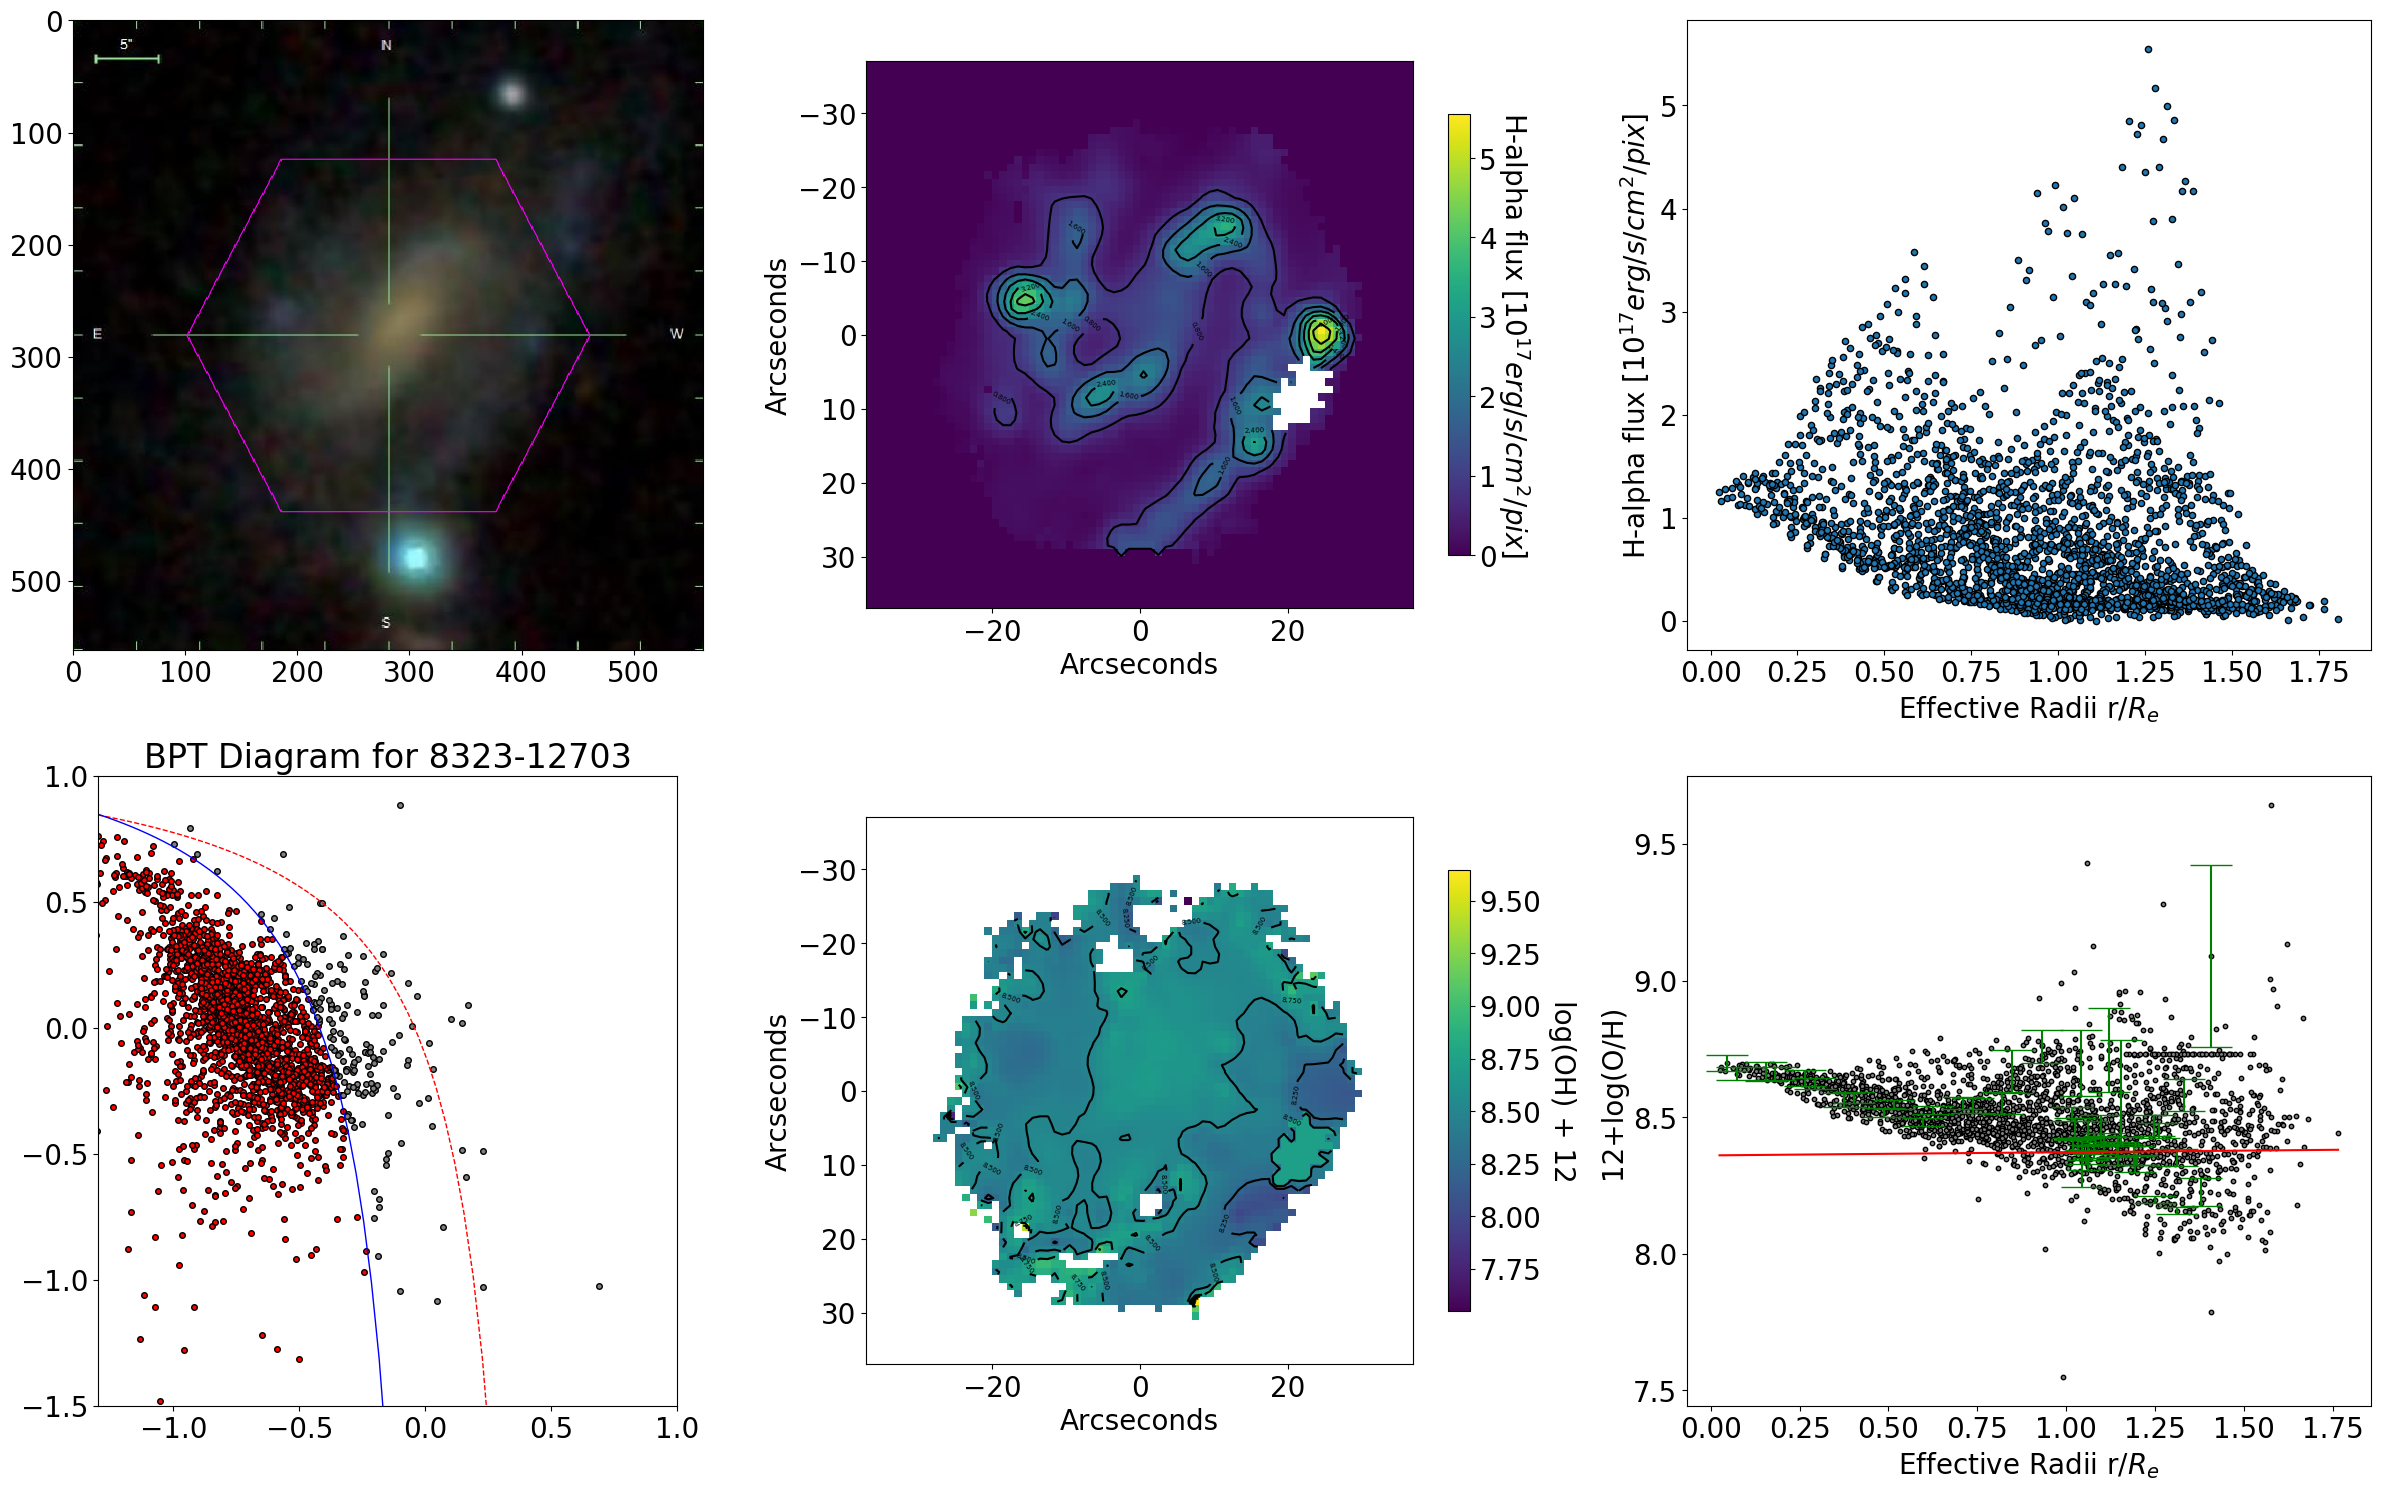 0
100
200
300
400
500
0 100 200 300 400 500
5"
N
E
W
S
−30
−20
−10
0
10
20
30
−20 0 20
Arcseconds
Arcseconds
5
4
3
2
1
0
H-alpha flux [10^17 erg/s/cm^2/pix]
5
4
3
2
1
0
H-alpha flux [10^17 erg/s/cm^2/pix]
0.00 0.25 0.50 0.75 1.00 1.25 1.50 1.75
Effective Radii r/R_e
BPT Diagram for 8323-12703
1.0
0.5
0.0
−0.5
−1.0
−1.5
−1.0 −0.5 0.0 0.5 1.0
−30
−20
−10
0
10
20
30
−20 0 20
Arcseconds
Arcseconds
9.50
9.25
9.00
8.75
8.50
8.25
8.00
7.75
log(OH) + 12
9.5
9.0
8.5
8.0
7.5
12+log(O/H)
0.00 0.25 0.50 0.75 1.00 1.25 1.50 1.75
Effective Radii r/R_e